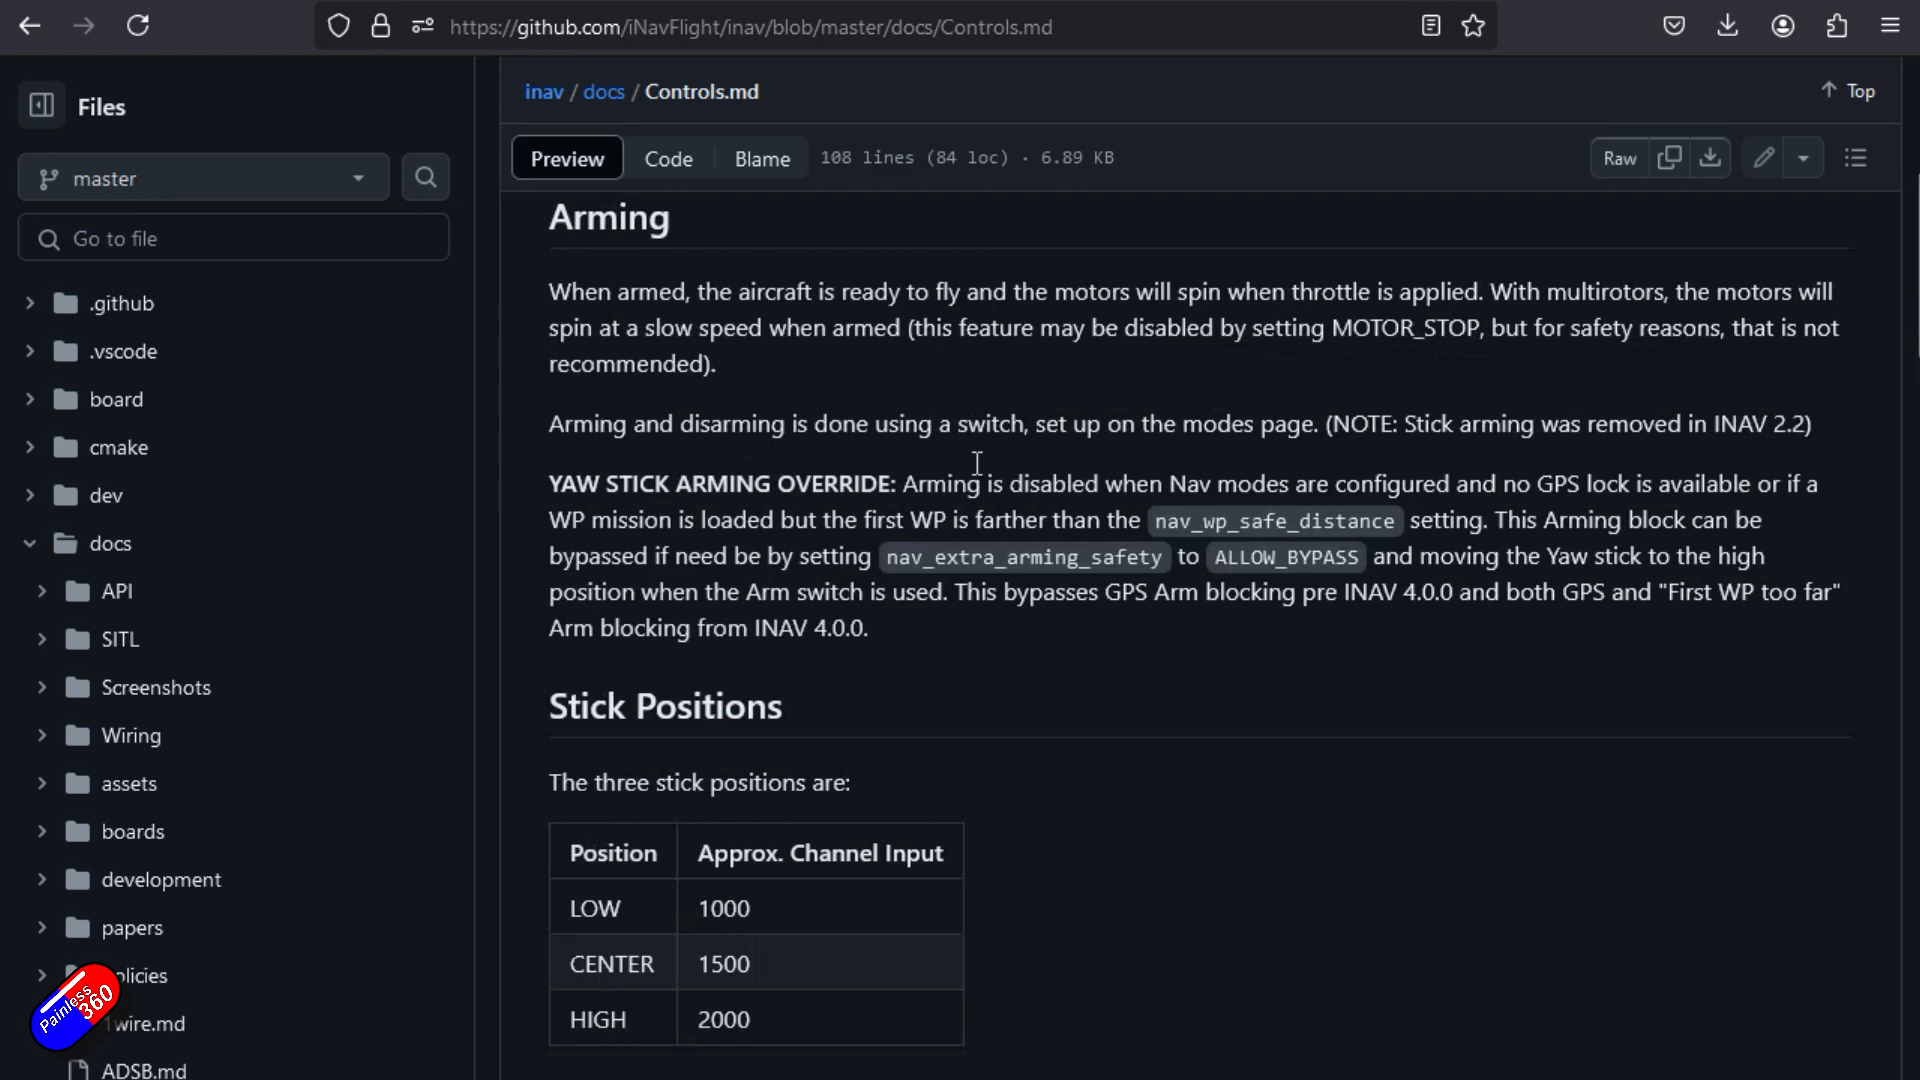 https://github.com/iNavFlight/inav/blob/master/docs/Controls.md
Files
master
Go to file
.github
.vscode
board
cmake
dev
docs
API
SITL
Screenshots
Wiring
assets
boards
development
papers
olicies
1wire.md
ADSB.md
Painless
360
inav / docs / Controls.md
Top
Preview
Code
Blame
108 lines (84 loc) · 6.89 KB
Raw
Arming
When armed, the aircraft is ready to fly and the motors will spin when throttle is applied. With multirotors, the motors will
spin at a slow speed when armed (this feature may be disabled by setting MOTOR_STOP, but for safety reasons, that is not
recommended).
Arming and disarming is done using a switch, set up on the modes page. (NOTE: Stick arming was removed in INAV 2.2)
YAW STICK ARMING OVERRIDE: Arming is disabled when Nav modes are configured and no GPS lock is available or if a
WP mission is loaded but the first WP is farther than the nav_wp_safe_distance setting. This Arming block can be
bypassed if need be by setting nav_extra_arming_safety to ALLOW_BYPASS and moving the Yaw stick to the high
position when the Arm switch is used. This bypasses GPS Arm blocking pre INAV 4.0.0 and both GPS and "First WP too far"
Arm blocking from INAV 4.0.0.
Stick Positions
The three stick positions are:
Position Approx. Channel Input
LOW 1000
CENTER 1500
HIGH 2000